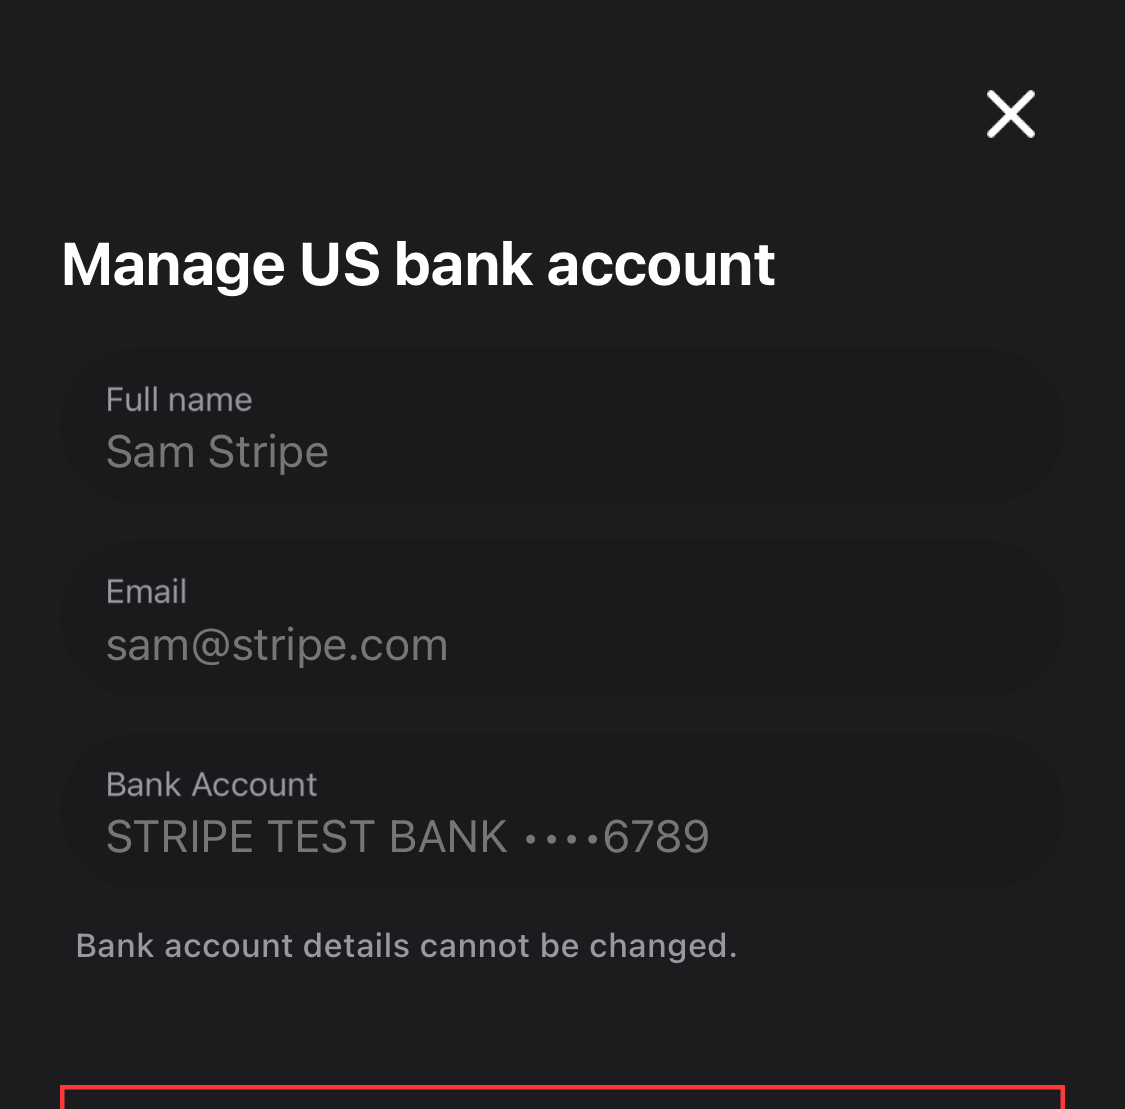 Manage US bank account
Full name
Sam Stripe
Email
sam@stripe.com
Bank Account
STRIPE TEST BANK ••••6789
Bank account details cannot be changed.